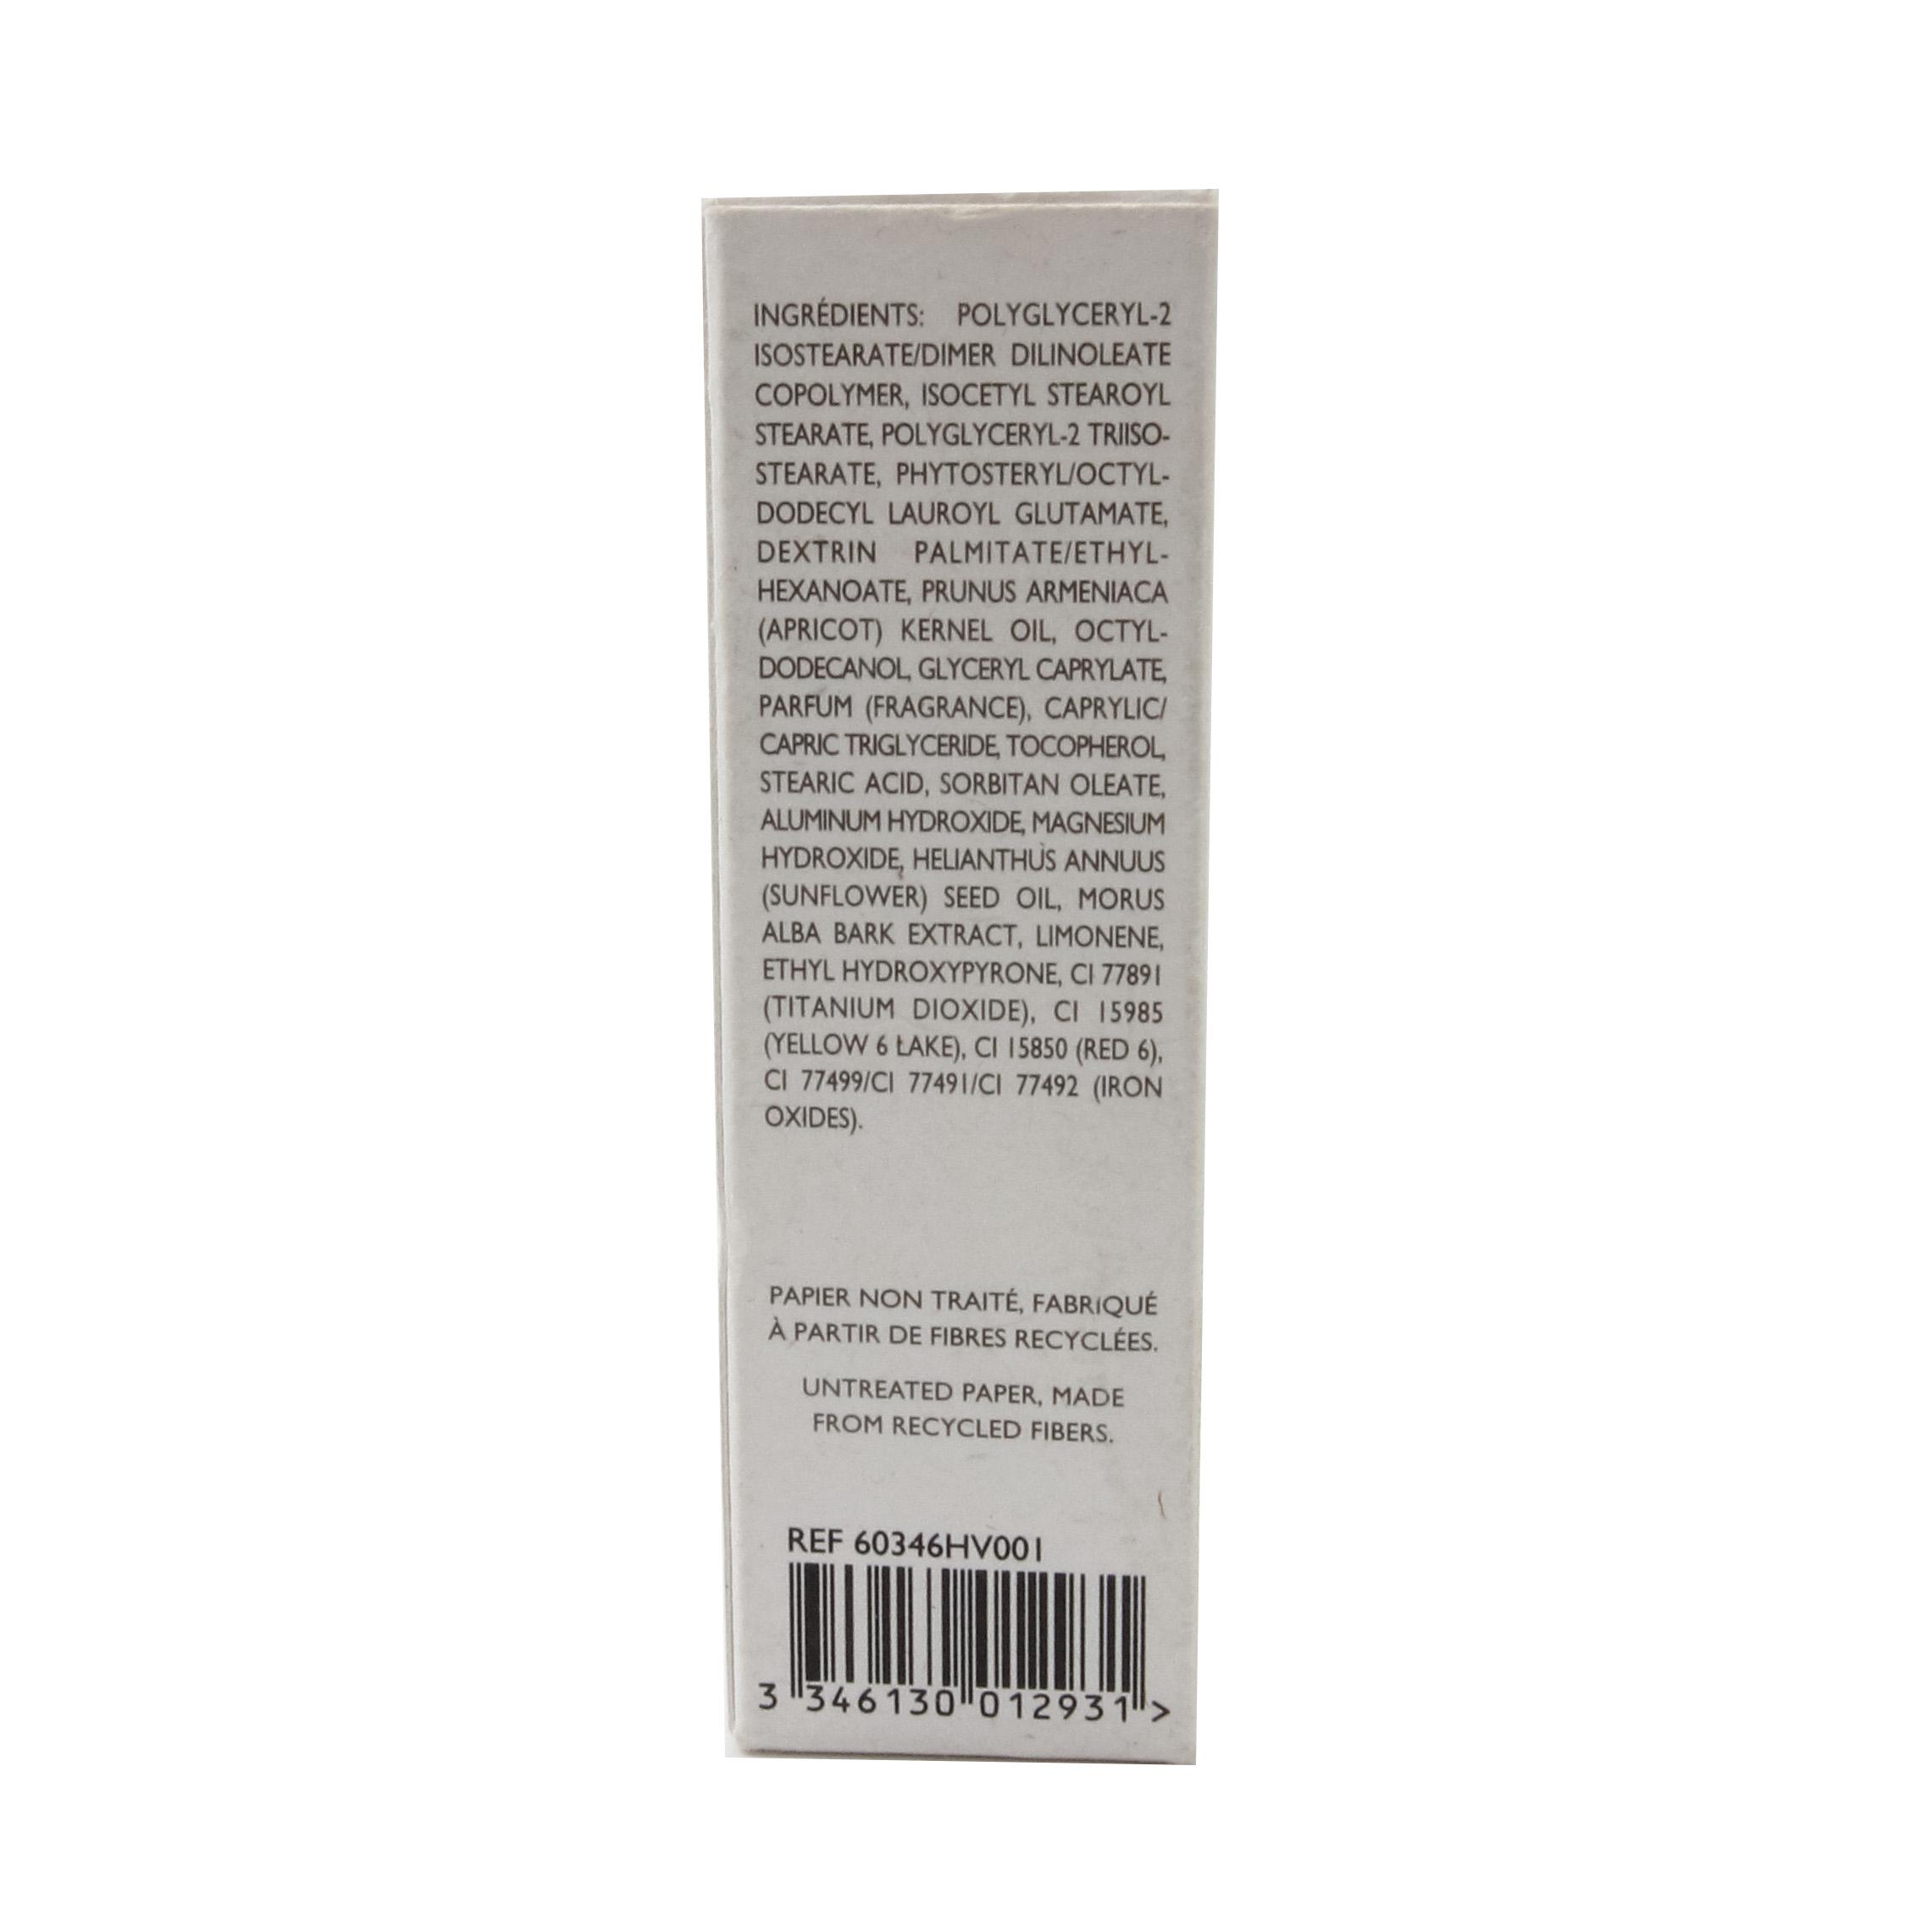 INGRÉDIENTS: POLYGLYCERYL-2
ISOSTEARATE/DIMER DILINOLEATE
COPOLYMER, ISOCETYL STEAROYL
STEARATE, POLYGLYCERYL-2 TRIISO-
STEARATE, PHYTOSTERYL/OCTYL-
DODECYL LAUROYL GLUTAMATE,
DEXTRIN PALMITATE/ETHYL-
HEXANOATE, PRUNUS ARMENIACA
(APRICOT) KERNEL OIL, OCTYL-
DODECANOL, GLYCERYL CAPRYLATE,
PARFUM (FRAGRANCE), CAPRYLIC/
CAPRIC TRIGLYCERIDE, TOCOPHEROL,
STEARIC ACID, SORBITAN OLEATE,
ALUMINUM HYDROXIDE, MAGNESIUM
HYDROXIDE, HELIANTHUS ANNUUS
(SUNFLOWER) SEED OIL, MORUS
ALBA BARK EXTRACT, LIMONENE,
ETHYL HYDROXYPYRONE, CI 77891
(TITANIUM DIOXIDE), CI 15985
(YELLOW 6 LAKE), CI 15850 (RED 6),
CI 77499/CI 77491/CI 77492 (IRON
OXIDES).
PAPIER NON TRAITÉ, FABRIQUÉ
À PARTIR DE FIBRES RECYCLÉES.
UNTREATED PAPER, MADE
FROM RECYCLED FIBERS.
REF 60346HV001
3 346130 012931 >